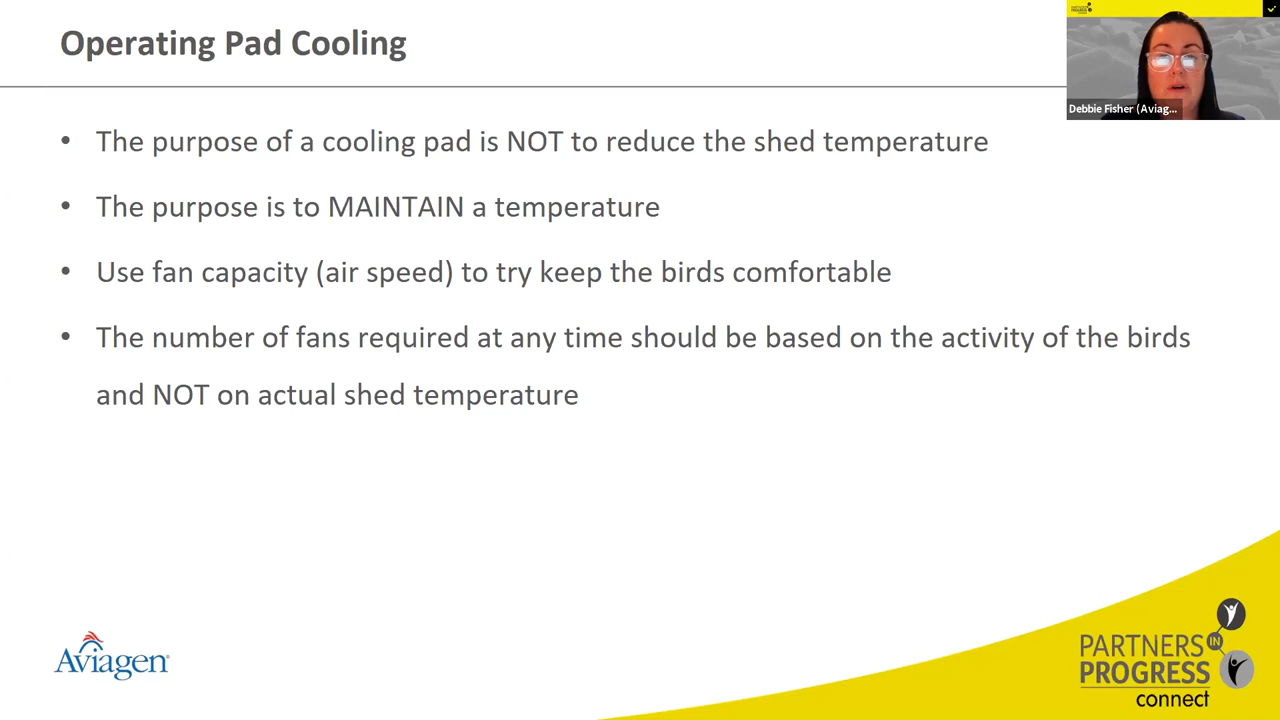 Operating Pad Cooling
Debbie Fisher (Aviag...
• The purpose of a cooling pad is NOT to reduce the shed temperature
• The purpose is to MAINTAIN a temperature
• Use fan capacity (air speed) to try keep the birds comfortable
• The number of fans required at any time should be based on the activity of the birds
and NOT on actual shed temperature
Aviagen
PARTNERS IN
PROGRESS
connect